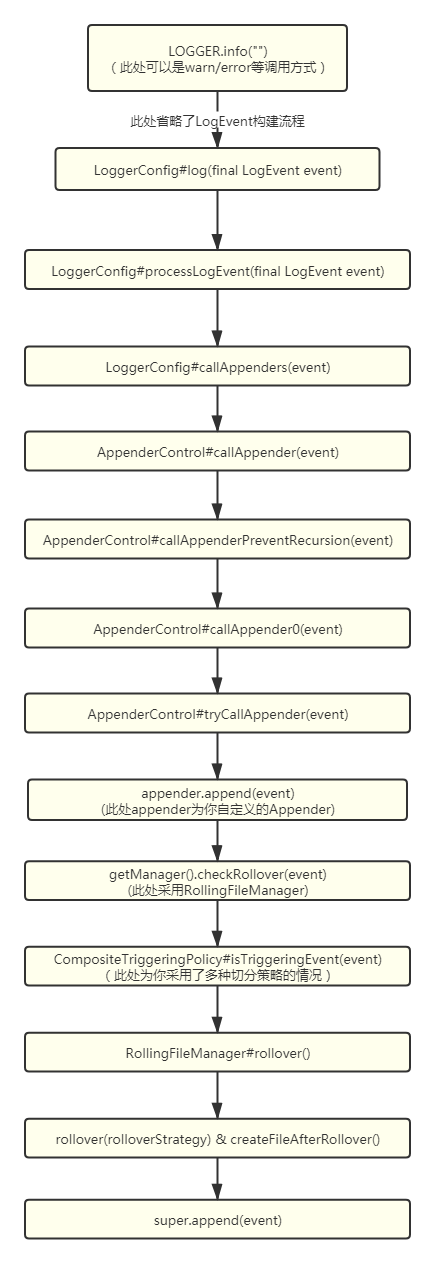 LOGGER.info("")
（此处可以是warn/error等调用方式）
此处省略了LogEvent构建流程
LoggerConfig#log(final LogEvent event)
LoggerConfig#processLogEvent(final LogEvent event)
LoggerConfig#callAppenders(event)
AppenderControl#callAppender(event)
AppenderControl#callAppenderPreventRecursion(event)
AppenderControl#callAppender0(event)
AppenderControl#tryCallAppender(event)
appender.append(event)
(此处appender为你自定义的Appender)
getManager().checkRollover(event)
(此处采用RollingFileManager)
CompositeTriggeringPolicy#isTriggeringEvent(event)
（此处为你采用了多种切分策略的情况）
RollingFileManager#rollover()
rollover(rolloverStrategy) & createFileAfterRollover()
super.append(event)